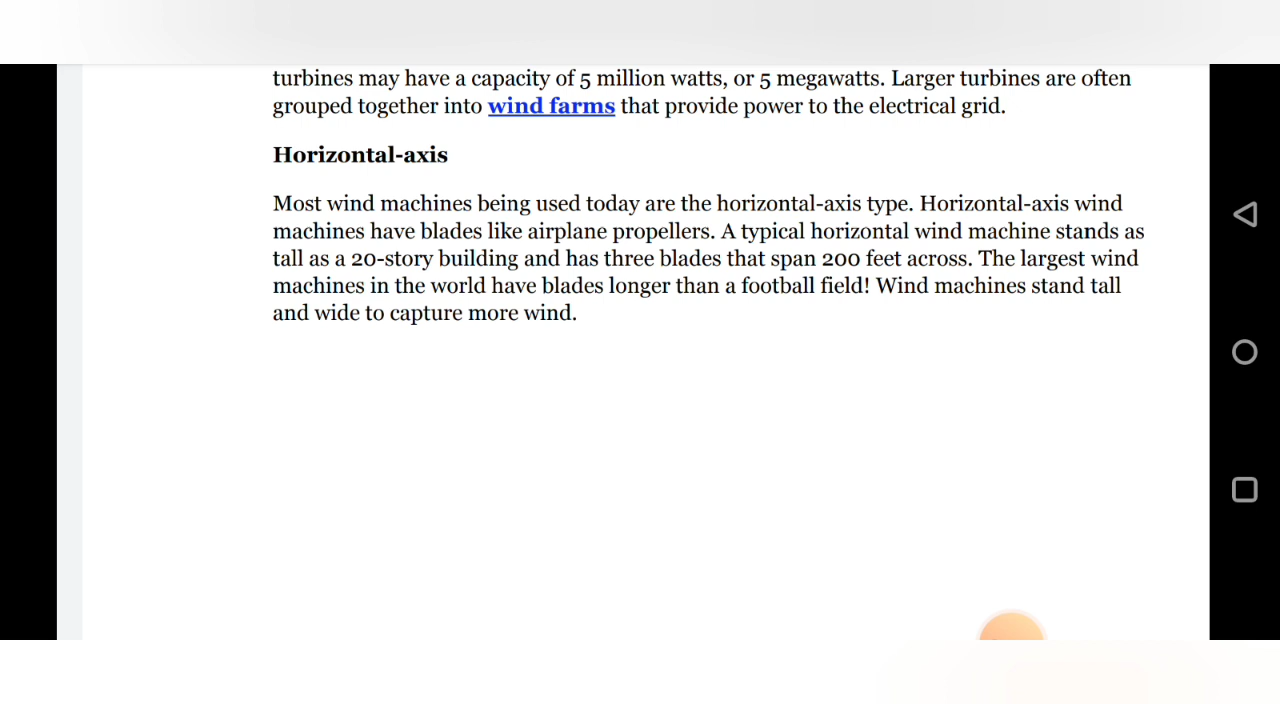 turbines may have a capacity of 5 million watts, or 5 megawatts. Larger turbines are often
grouped together into wind farms that provide power to the electrical grid.
Horizontal-axis
Most wind machines being used today are the horizontal-axis type. Horizontal-axis wind
machines have blades like airplane propellers. A typical horizontal wind machine stands as
tall as a 20-story building and has three blades that span 200 feet across. The largest wind
machines in the world have blades longer than a football field! Wind machines stand tall
and wide to capture more wind.